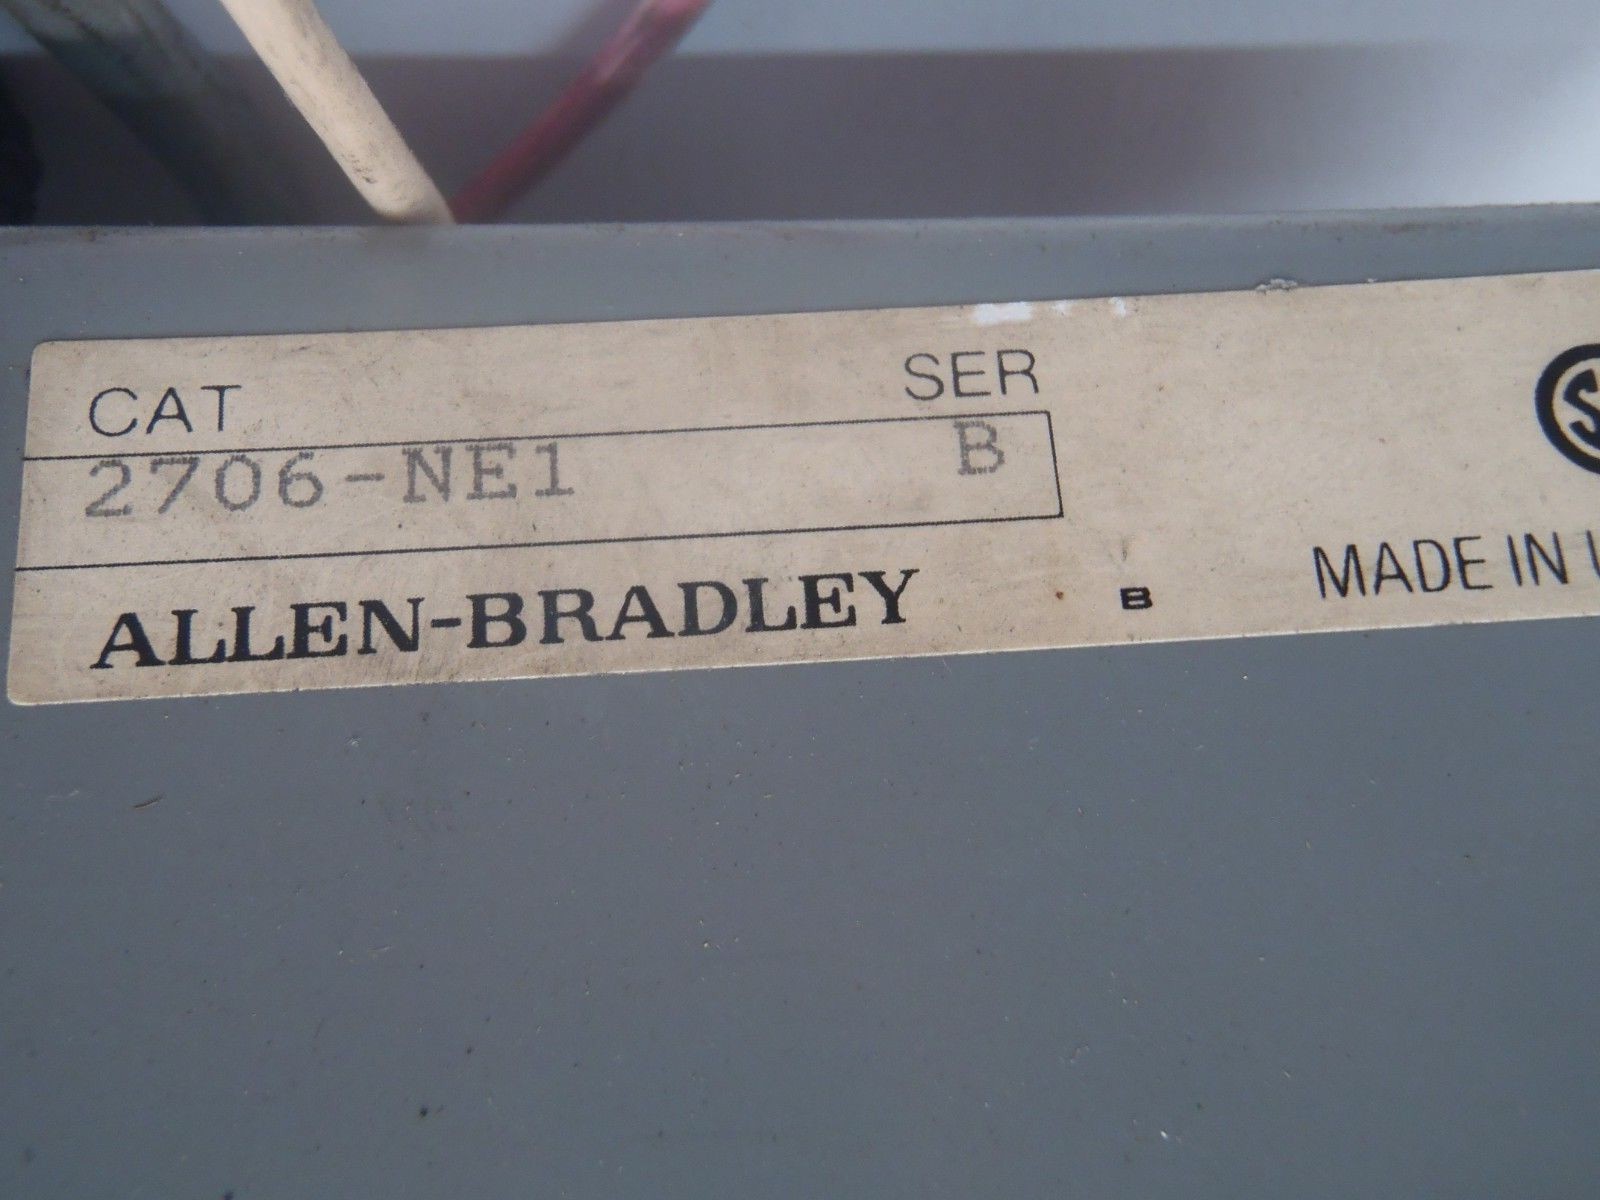 CAT SER
2706-NE1 B
ALLEN-BRADLEY B MADE IN